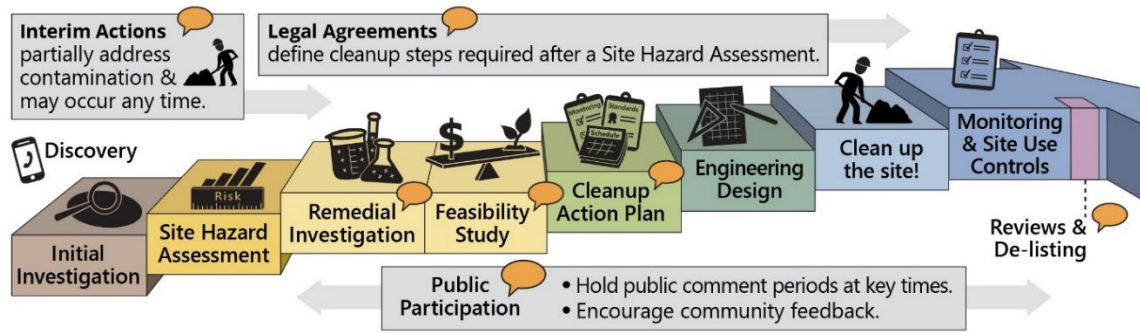 Interim Actions
partially address
contamination &
may occur any time.
Legal Agreements
define cleanup steps required after a Site Hazard Assessment.
Discovery
Initial
Investigation
Risk
Site Hazard
Assessment
Remedial
Investigation
$
Feasibility
Study
Monitoring
Standards
Schedule
Cleanup
Action Plan
Engineering
Design
Clean up
the site!
Monitoring
& Site Use
Controls
Reviews &
De-listing
Public
Participation
• Hold public comment periods at key times.
• Encourage community feedback.